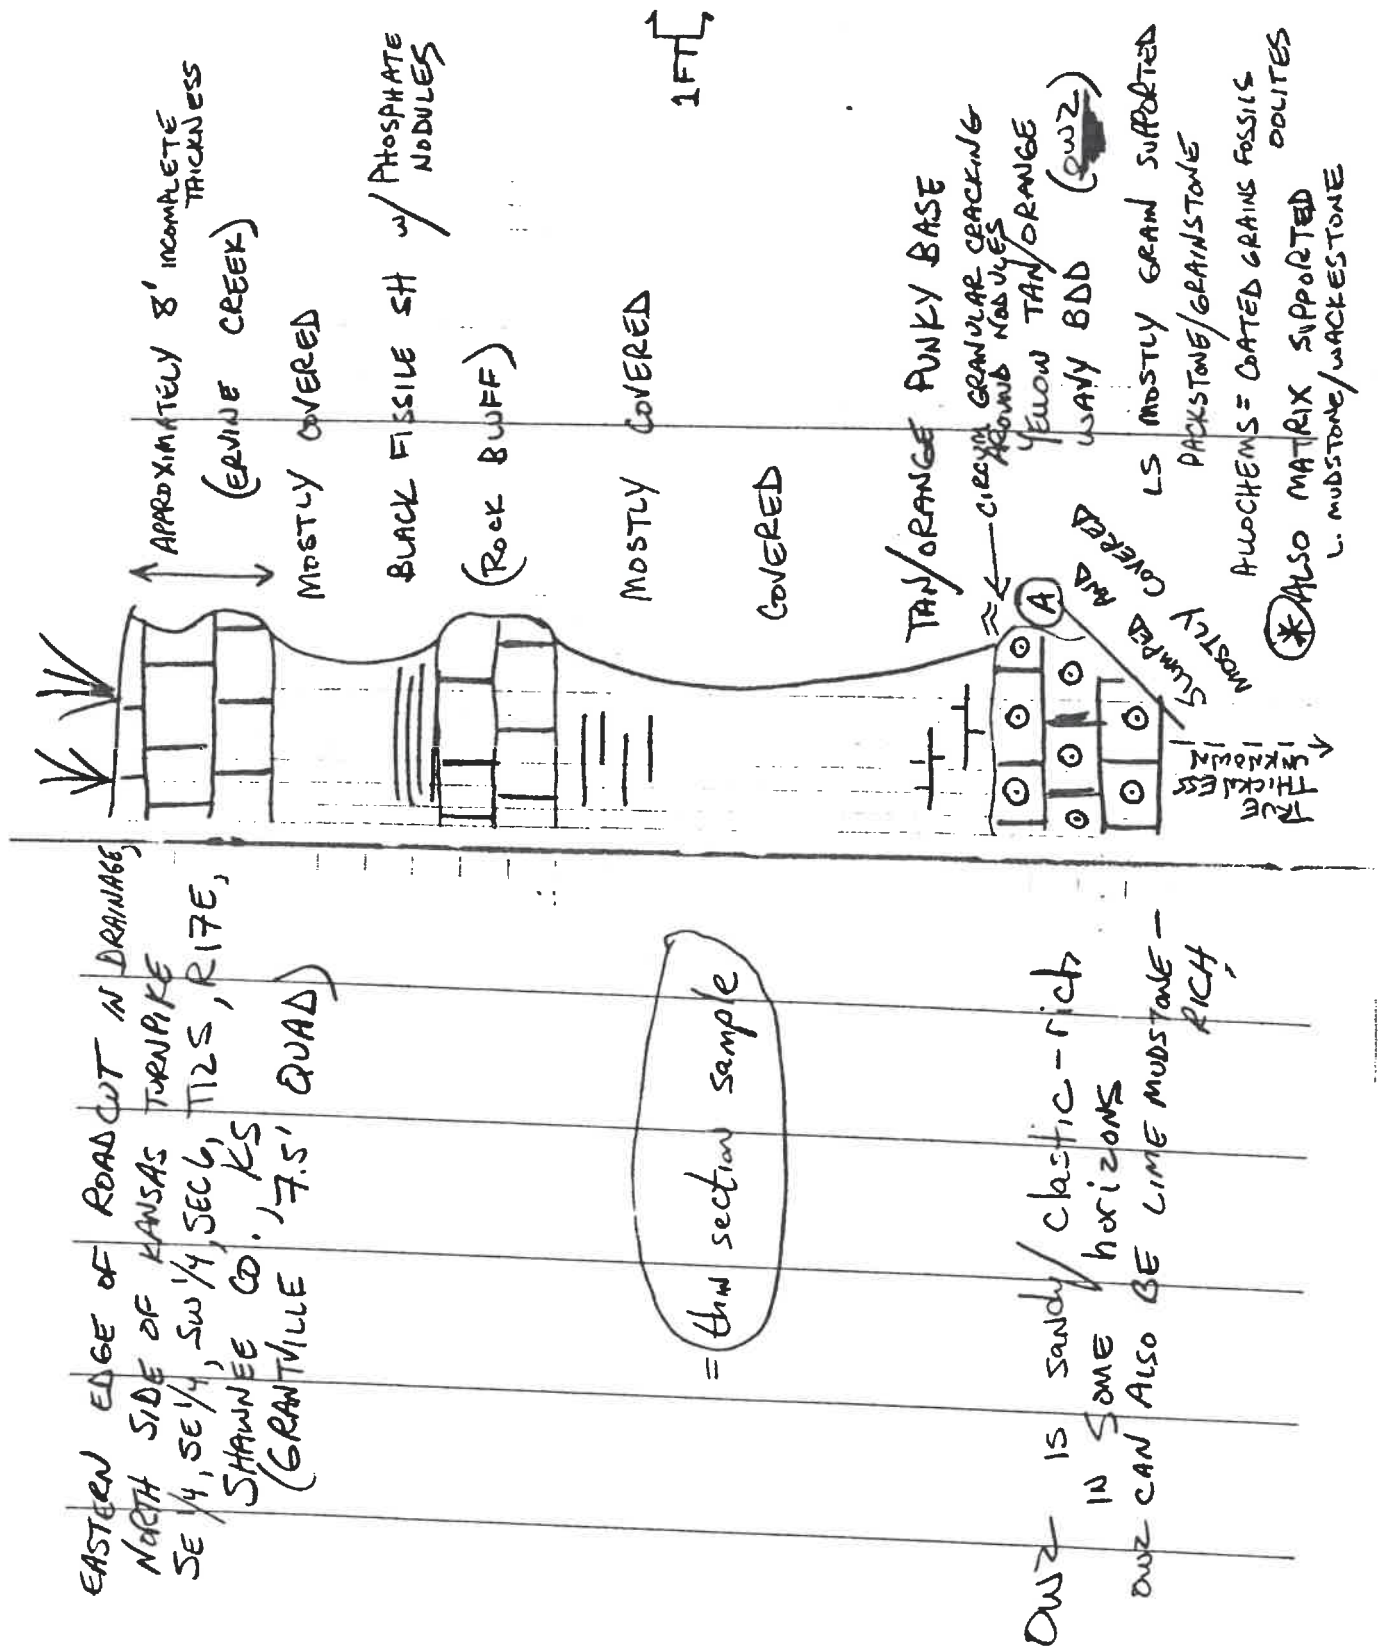 EASTERN EDGE OF ROADCUT IN DRAINAGE,
NORTH SIDE OF KANSAS TURNPIKE
SE 1/4, SE 1/4, SW 1/4, SEC 6, T12S, R17E,
SHAWNEE CO., KS
(GRANTVILLE 7.5' QUAD)
= thin section sample
OWZ IS sandy/clastic-rich
IN SOME horizons
OWZ CAN ALSO BE LIME MUDSTONE-
RICH,
APPROXIMATELY 8' INCOMPLETE
THICKNESS
(ERVINE CREEK)
MOSTLY COVERED
BLACK FISSILE SH w/PHOSPHATE
NODULES
(ROCK BLUFF)
1FT
MOSTLY COVERED
COVERED
TAN/ORANGE PUNKY BASE
CIRCUM GRANULAR CRACKING
AROUND NODULES
YELLOW TAN/ORANGE
WAVY BDD (OWZ)
A
SLUMPED AND
MOSTLY COVERED
LS MOSTLY GRAIN SUPPORTED
PACKSTONE/GRAINSTONE
ALLOCHEMS = COATED GRAINS FOSSILS
OOLITES
* ALSO MATRIX SUPPORTED
L. MUDSTONE/WACKESTONE
TRUE
THICKNESS
UNKNOWN